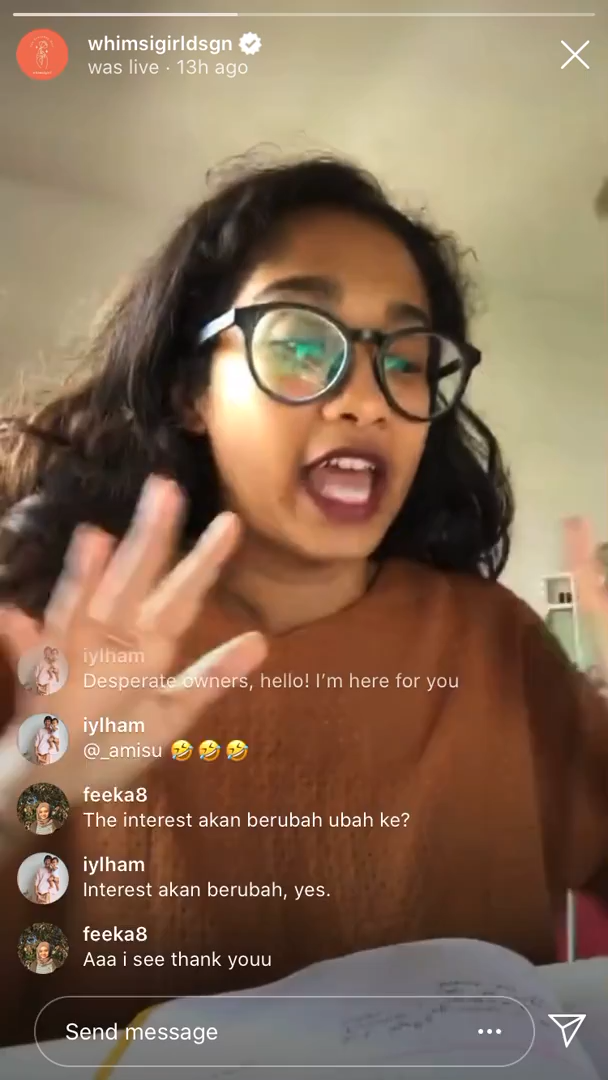 whimsigirldsgn
was live · 13h ago
iylham
Desperate owners, hello! I'm here for you
iylham
@_amisu 🤣🤣🤣
feeka8
The interest akan berubah ubah ke?
iylham
Interest akan berubah, yes.
feeka8
Aaa i see thank youu
Send message